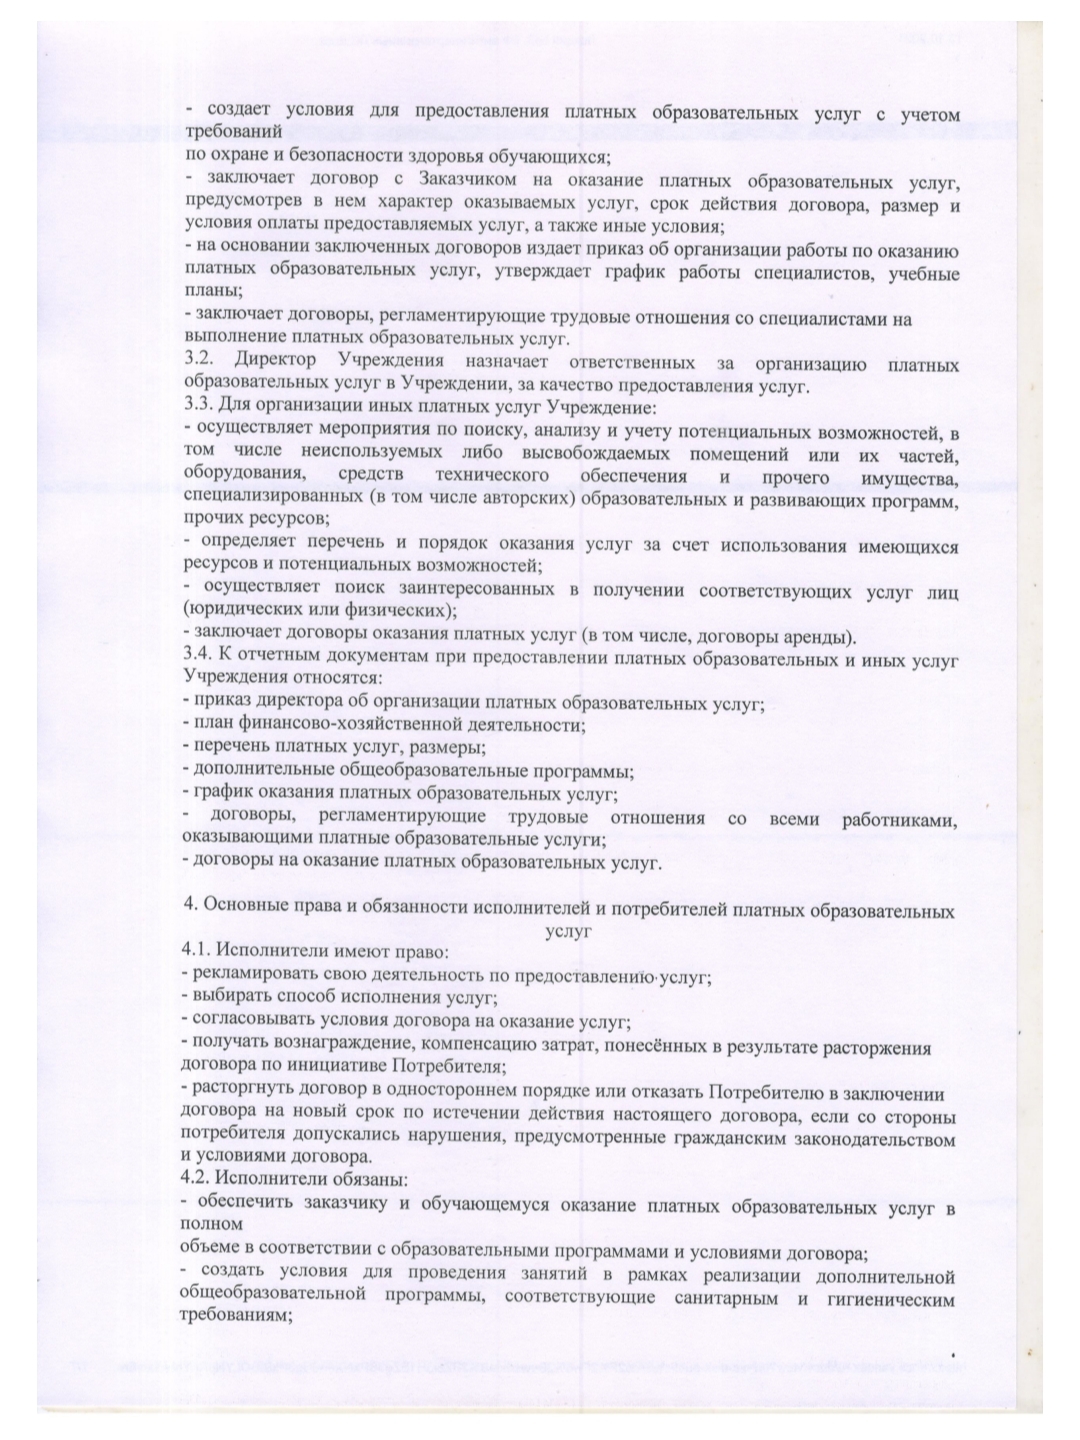 - создает условия для предоставления платных образовательных услуг с учетом
требований
по охране и безопасности здоровья обучающихся;
- заключает договор с Заказчиком на оказание платных образовательных услуг,
предусмотрев в нем характер оказываемых услуг, срок действия договора, размер и
условия оплаты предоставляемых услуг, а также иные условия;
- на основании заключенных договоров издает приказ об организации работы по оказанию
платных образовательных услуг, утверждает график работы специалистов, учебные
планы;
- заключает договоры, регламентирующие трудовые отношения со специалистами на
выполнение платных образовательных услуг.
3.2. Директор Учреждения назначает ответственных за организацию платных
образовательных услуг в Учреждении, за качество предоставления услуг.
3.3. Для организации иных платных услуг Учреждение:
- осуществляет мероприятия по поиску, анализу и учету потенциальных возможностей, в
том числе неиспользуемых либо высвобождаемых помещений или их частей,
оборудования, средств технического обеспечения и прочего имущества,
специализированных (в том числе авторских) образовательных и развивающих программ,
прочих ресурсов;
- определяет перечень и порядок оказания услуг за счет использования имеющихся
ресурсов и потенциальных возможностей;
- осуществляет поиск заинтересованных в получении соответствующих услуг лиц
(юридических или физических);
- заключает договоры оказания платных услуг (в том числе, договоры аренды).
3.4. К отчетным документам при предоставлении платных образовательных и иных услуг
Учреждения относятся:
- приказ директора об организации платных образовательных услуг;
- план финансово-хозяйственной деятельности;
- перечень платных услуг, размеры;
- дополнительные общеобразовательные программы;
- график оказания платных образовательных услуг;
- договоры, регламентирующие трудовые отношения со всеми работниками,
оказывающими платные образовательные услуги;
- договоры на оказание платных образовательных услуг.
4. Основные права и обязанности исполнителей и потребителей платных образовательных
услуг
4.1. Исполнители имеют право:
- рекламировать свою деятельность по предоставлению услуг;
- выбирать способ исполнения услуг;
- согласовывать условия договора на оказание услуг;
- получать вознаграждение, компенсацию затрат, понесённых в результате расторжения
договора по инициативе Потребителя;
- расторгнуть договор в одностороннем порядке или отказать Потребителю в заключении
договора на новый срок по истечении действия настоящего договора, если со стороны
потребителя допускались нарушения, предусмотренные гражданским законодательством
и условиями договора.
4.2. Исполнители обязаны:
- обеспечить заказчику и обучающемуся оказание платных образовательных услуг в
полном
объеме в соответствии с образовательными программами и условиями договора;
- создать условия для проведения занятий в рамках реализации дополнительной
общеобразовательной программы, соответствующие санитарным и гигиеническим
требованиям;